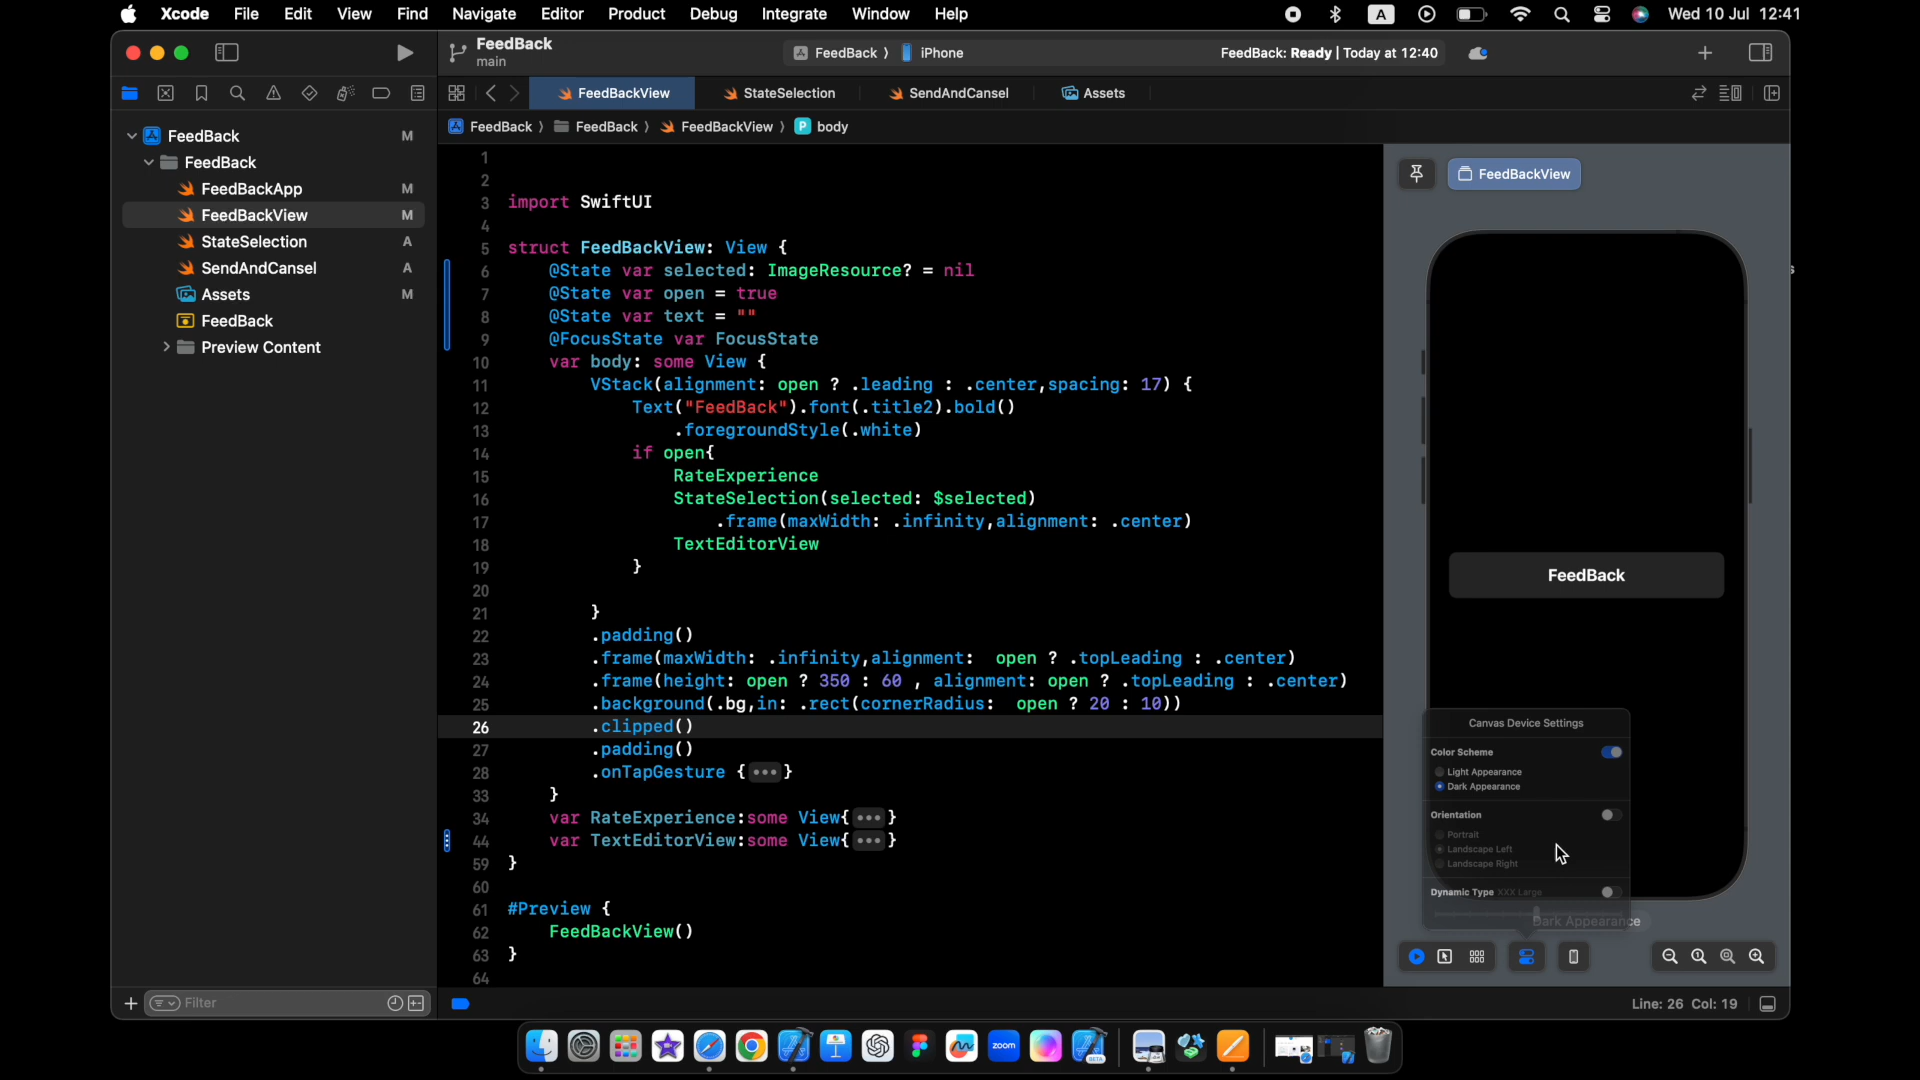 Xcode File Edit View Find Navigate Editor Product Debug Integrate Window Help
A Wed 10 Jul 12:41
FeedBack
main
FeedBack 〉 iPhone
FeedBack: Ready | Today at 12:40
FeedBackView StateSelection SendAndCansel Assets
FeedBack 〉 FeedBack 〉 FeedBackView 〉 P body
FeedBack M
FeedBack
FeedBackApp M
FeedBackView M
StateSelection A
SendAndCansel A
Assets M
FeedBack
Preview Content
Filter
1
2
3 import SwiftUI
4
5 struct FeedBackView: View {
6 @State var selected: ImageResource? = nil
7 @State var open = true
8 @State var text = ""
9 @FocusState var FocusState
10 var body: some View {
11 VStack(alignment: open ? .leading : .center,spacing: 17) {
12 Text("FeedBack").font(.title2).bold()
13 .foregroundStyle(.white)
14 if open{
15 RateExperience
16 StateSelection(selected: $selected)
17 .frame(maxWidth: .infinity,alignment: .center)
18 TextEditorView
19 }
20
21 }
22 .padding()
23 .frame(maxWidth: .infinity,alignment: open ? .topLeading : .center)
24 .frame(height: open ? 350 : 60 , alignment: open ? .topLeading : .center)
25 .background(.bg,in: .rect(cornerRadius: open ? 20 : 10))
26 .clipped()
27 .padding()
28 .onTapGesture {•••}
33 }
34 var RateExperience:some View{•••}
44 var TextEditorView:some View{•••}
59 }
60
61 #Preview {
62 FeedBackView()
63 }
64
FeedBackView
FeedBack
Canvas Device Settings
Color Scheme
Light Appearance
Dark Appearance
Orientation
Portrait
Landscape Left
Landscape Right
Dynamic Type XXX Large
Dark Appearance
Line: 26 Col: 19
zoom
BETA